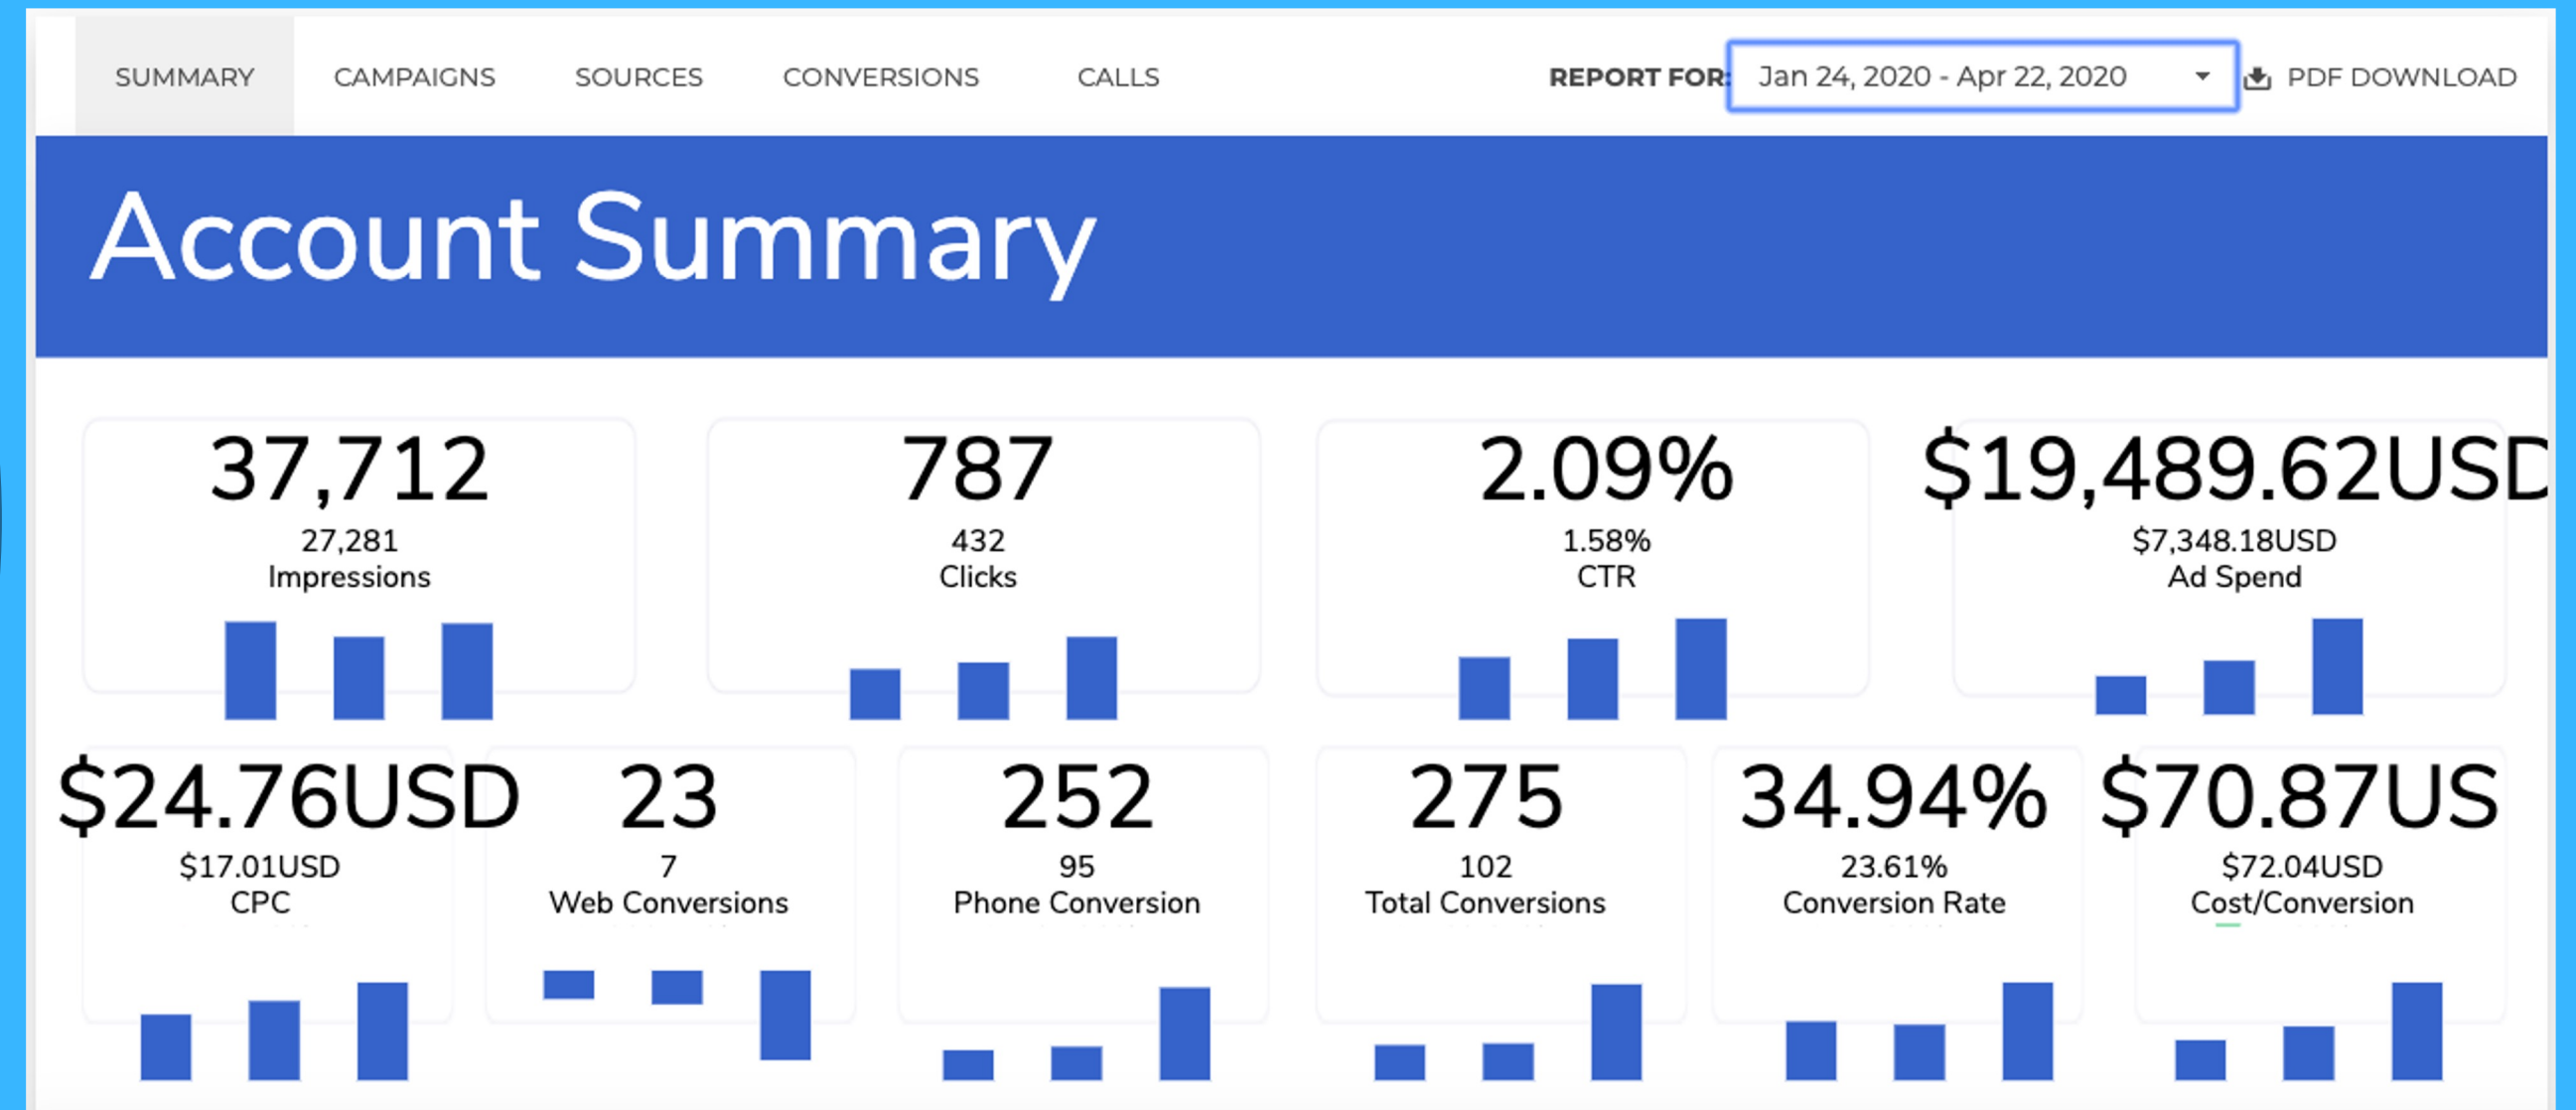 SUMMARY CAMPAIGNS SOURCES CONVERSIONS CALLS REPORT FOR: Jan 24, 2020 - Apr 22, 2020 PDF DOWNLOAD
Account Summary
37,712
27,281
Impressions
787
432
Clicks
2.09%
1.58%
CTR
$19,489.62USD
$7,348.18USD
Ad Spend
$24.76USD
$17.01USD
CPC
23
7
Web Conversions
252
95
Phone Conversion
275
102
Total Conversions
34.94%
23.61%
Conversion Rate
$70.87US
$72.04USD
Cost/Conversion